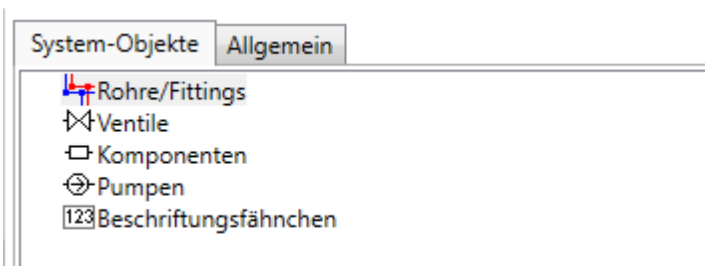 System-Objekte Allgemein
Rohre/Fittings
Ventile
Komponenten
Pumpen
123 Beschriftungsfähnchen